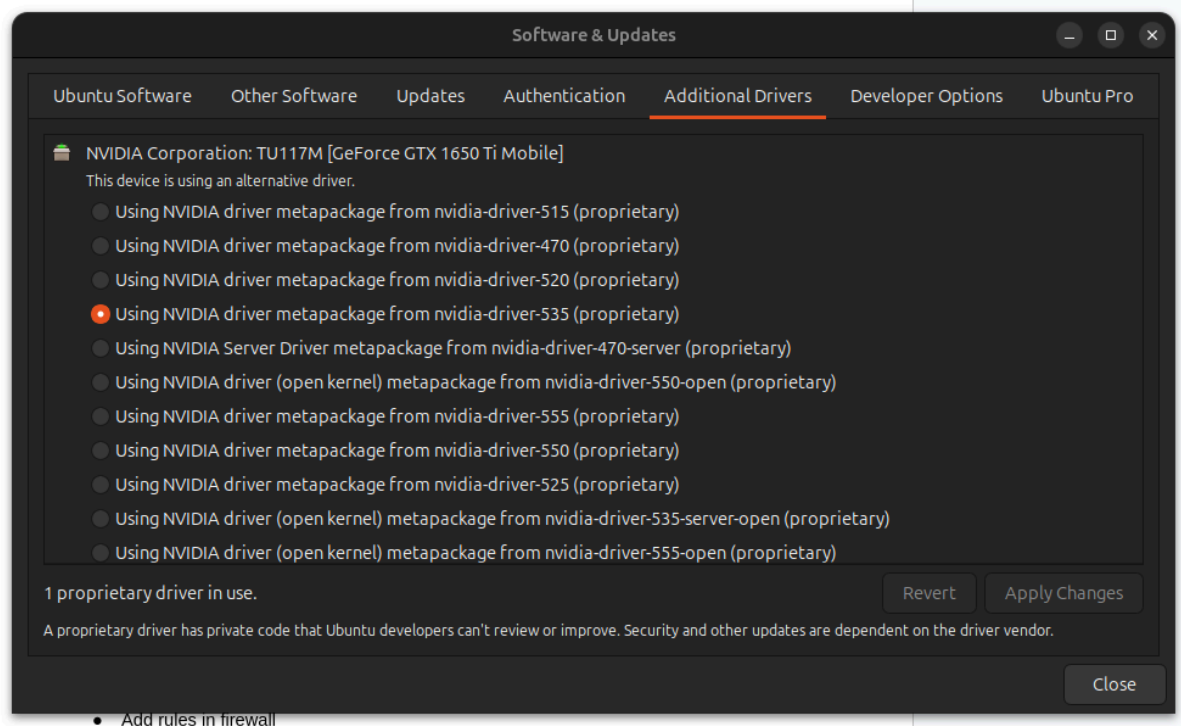 Software & Updates
Ubuntu Software Other Software Updates Authentication Additional Drivers Developer Options Ubuntu Pro
NVIDIA Corporation: TU117M [GeForce GTX 1650 Ti Mobile]
This device is using an alternative driver.
Using NVIDIA driver metapackage from nvidia-driver-515 (proprietary)
Using NVIDIA driver metapackage from nvidia-driver-470 (proprietary)
Using NVIDIA driver metapackage from nvidia-driver-520 (proprietary)
Using NVIDIA driver metapackage from nvidia-driver-535 (proprietary)
Using NVIDIA Server Driver metapackage from nvidia-driver-470-server (proprietary)
Using NVIDIA driver (open kernel) metapackage from nvidia-driver-550-open (proprietary)
Using NVIDIA driver metapackage from nvidia-driver-555 (proprietary)
Using NVIDIA driver metapackage from nvidia-driver-550 (proprietary)
Using NVIDIA driver metapackage from nvidia-driver-525 (proprietary)
Using NVIDIA driver (open kernel) metapackage from nvidia-driver-535-server-open (proprietary)
Using NVIDIA driver (open kernel) metapackage from nvidia-driver-555-open (proprietary)
1 proprietary driver in use.
Revert Apply Changes
A proprietary driver has private code that Ubuntu developers can't review or improve. Security and other updates are dependent on the driver vendor.
Close
● Add rules in firewall